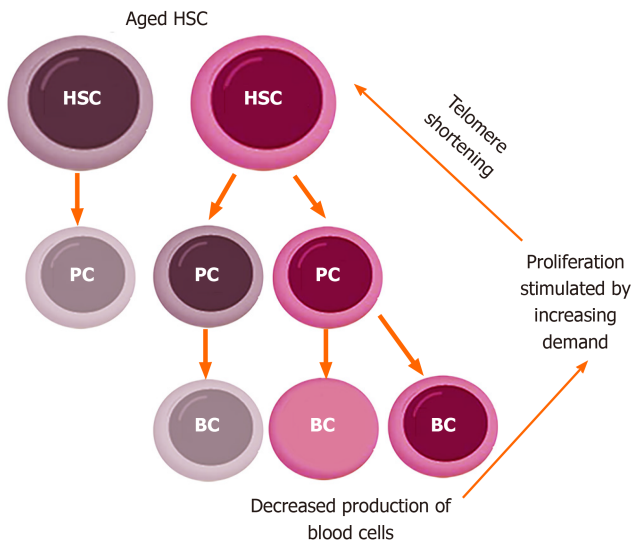 Aged HSC
HSC
HSC
Telomere
shortening
PC
PC
PC
Proliferation
stimulated by
increasing
demand
BC
BC
BC
Decreased production of
blood cells